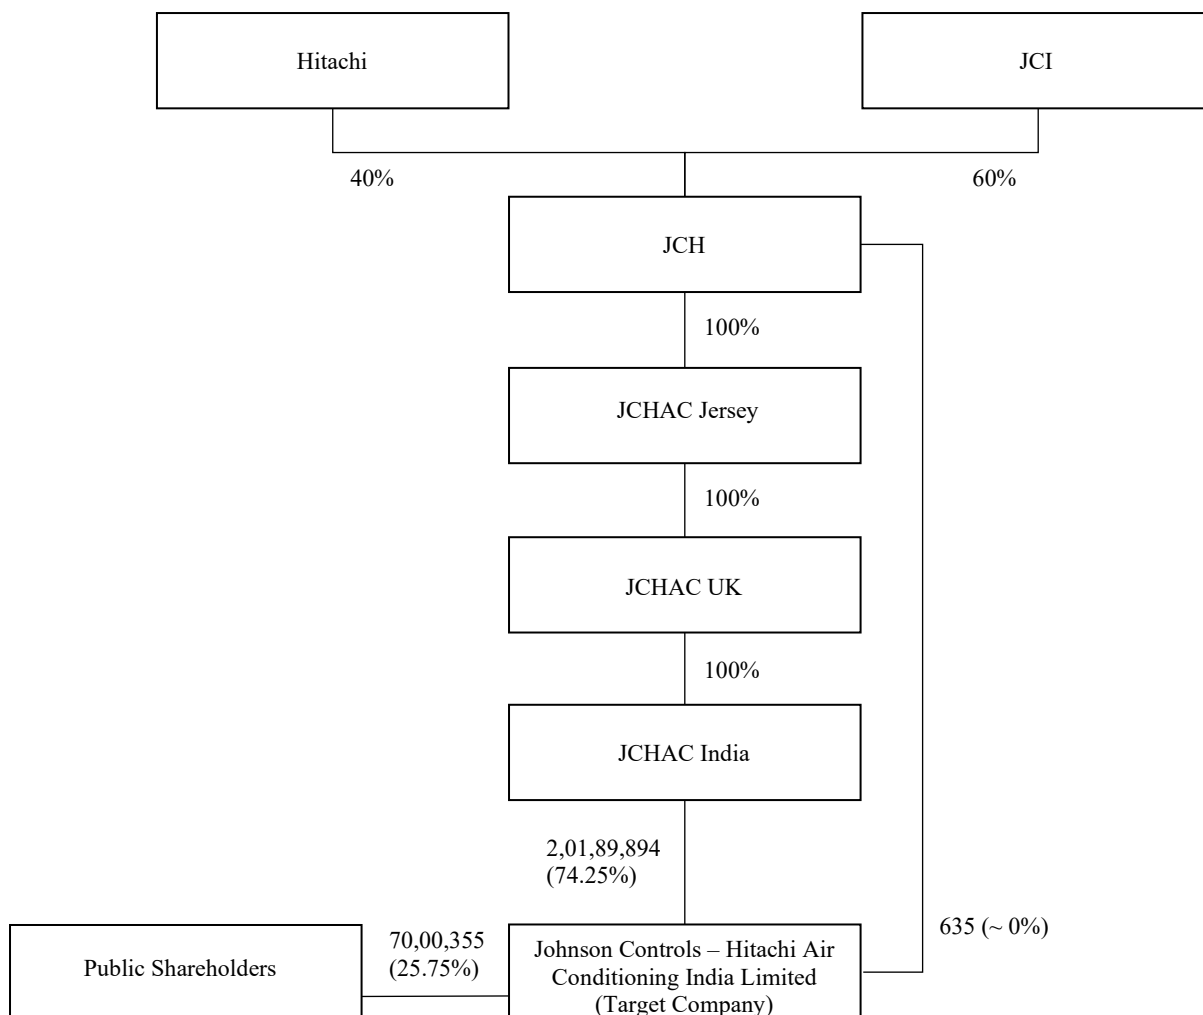 Hitachi
JCI
40%
60%
JCH
100%
JCHAC Jersey
100%
JCHAC UK
100%
JCHAC India
2,01,89,894
(74.25%)
635 (~ 0%)
70,00,355
(25.75%)
Public Shareholders
Johnson Controls – Hitachi Air
Conditioning India Limited
(Target Company)